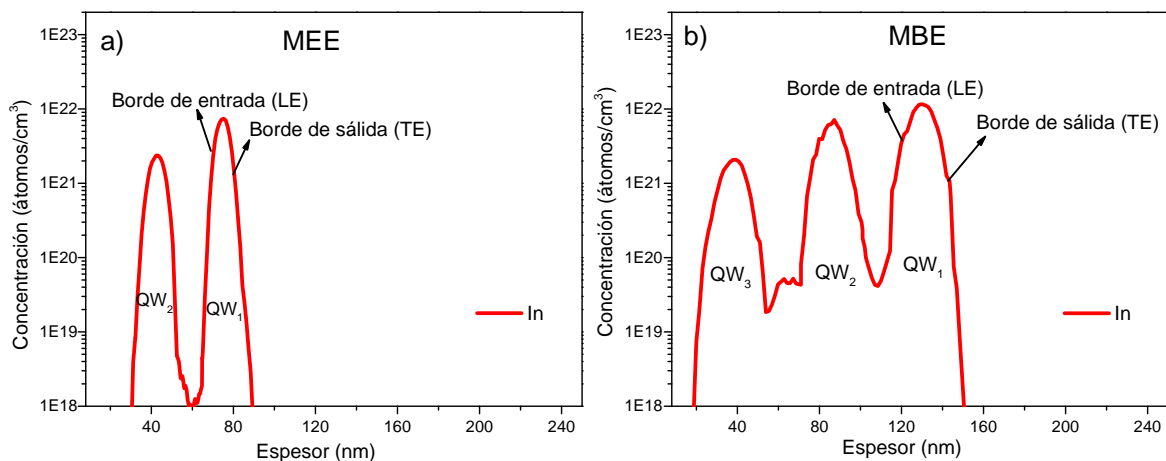 a)
MEE
Concentración (átomos/cm³)
1E23
1E22
1E21
1E20
1E19
1E18
Borde de entrada (LE)
Borde de sálida (TE)
QW₂
QW₁
In
40 80 120 160 200 240
Espesor (nm)
b)
MBE
Concentración (átomos/cm³)
1E23
1E22
1E21
1E20
1E19
1E18
Borde de entrada (LE)
Borde de sálida (TE)
QW₃
QW₂
QW₁
In
40 80 120 160 200 240
Espesor (nm)